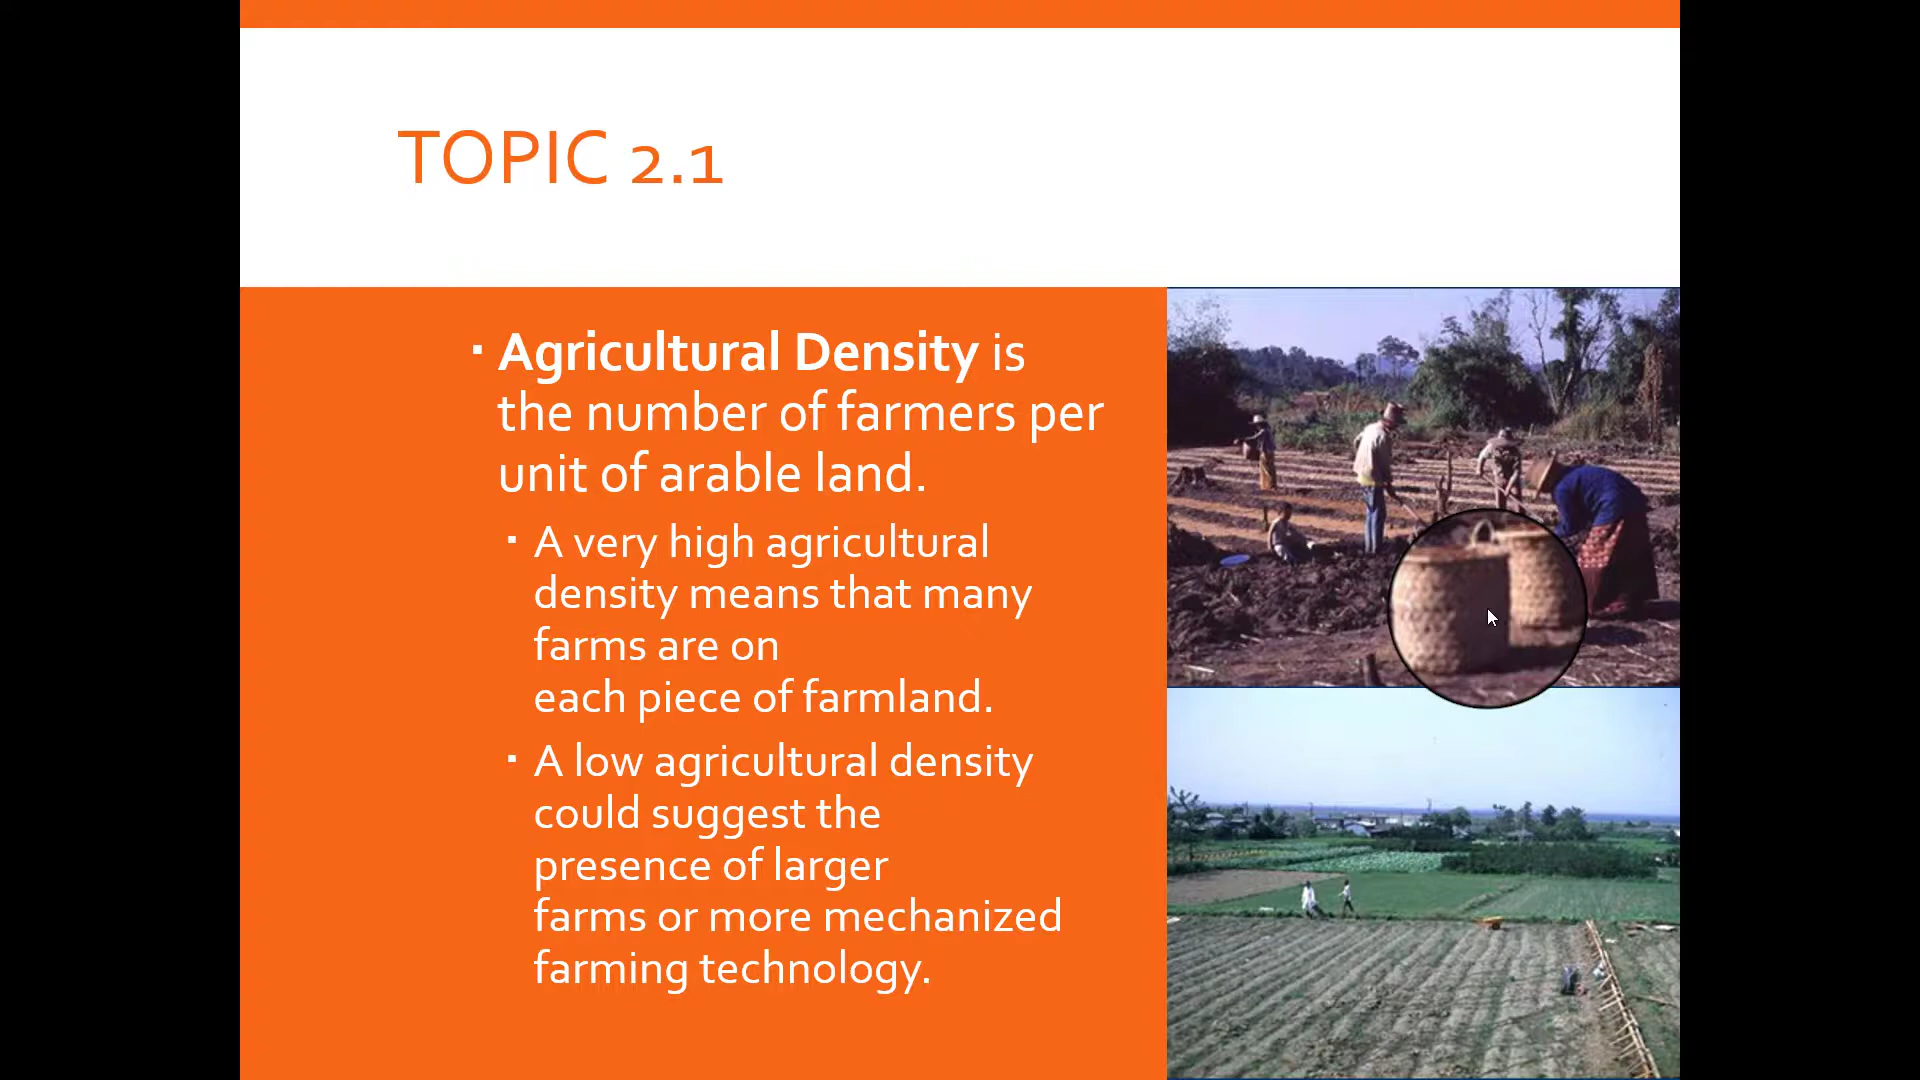 TOPIC 2.1
▪ Agricultural Density is
the number of farmers per
unit of arable land.
▪ A very high agricultural
density means that many
farms are on
each piece of farmland.
▪ A low agricultural density
could suggest the
presence of larger
farms or more mechanized
farming technology.